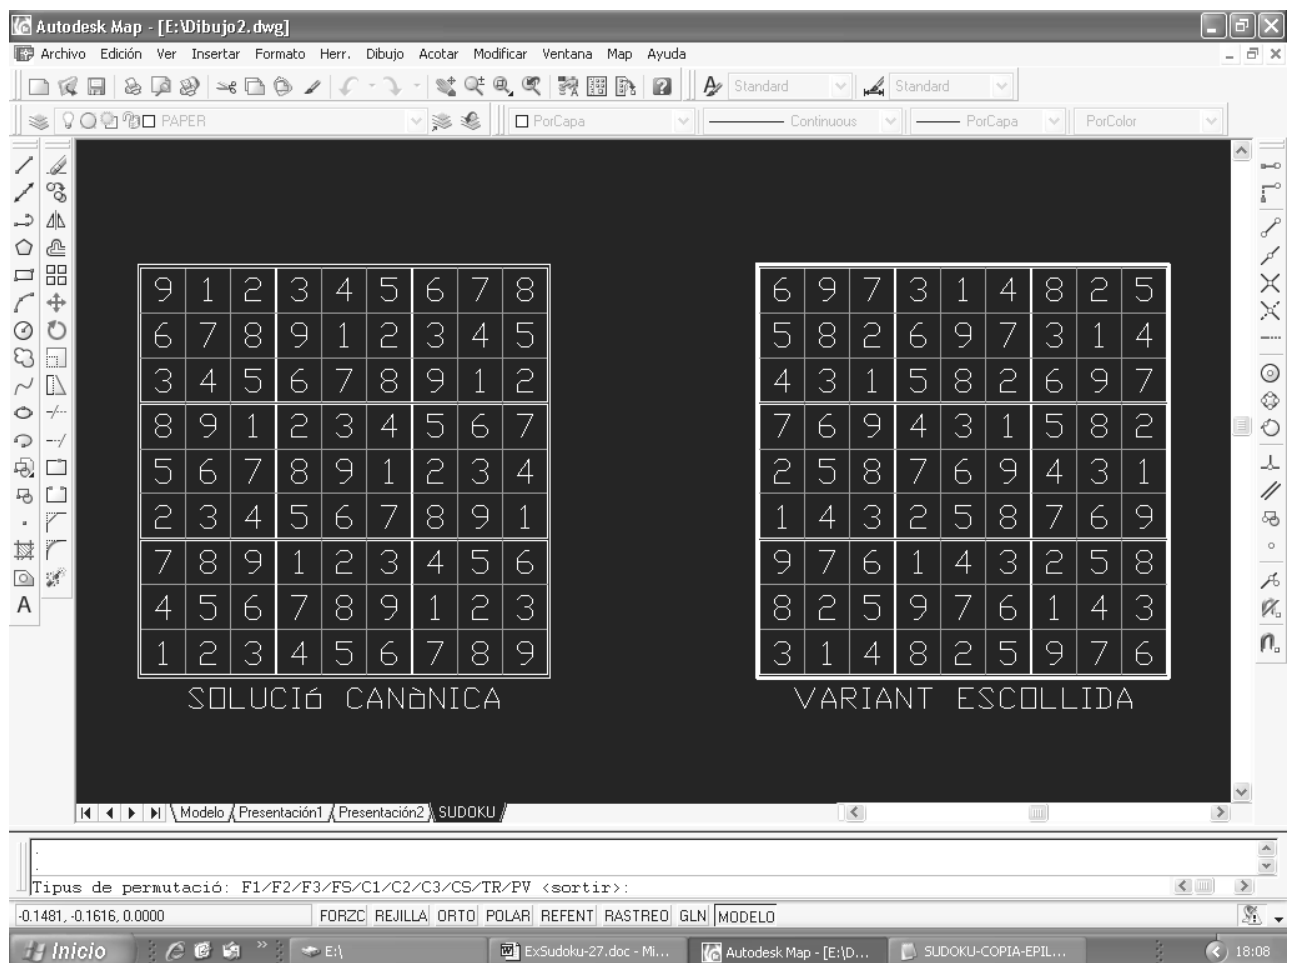 Autodesk Map - [E:\Dibujo2.dwg]
Archivo Edición Ver Insertar Formato Herr. Dibujo Acotar Modificar Ventana Map Ayuda
Standard Standard
PAPER PorCapa Continuous PorCapa PorColor
9 1 2 3 4 5 6 7 8
6 7 8 9 1 2 3 4 5
3 4 5 6 7 8 9 1 2
8 9 1 2 3 4 5 6 7
5 6 7 8 9 1 2 3 4
2 3 4 5 6 7 8 9 1
7 8 9 1 2 3 4 5 6
4 5 6 7 8 9 1 2 3
1 2 3 4 5 6 7 8 9
SOLUCIó CANòNICA
6 9 7 3 1 4 8 2 5
5 8 2 6 9 7 3 1 4
4 3 1 5 8 2 6 9 7
7 6 9 4 3 1 5 8 2
2 5 8 7 6 9 4 3 1
1 4 3 2 5 8 7 6 9
9 7 6 1 4 3 2 5 8
8 2 5 9 7 6 1 4 3
3 1 4 8 2 5 9 7 6
VARIANT ESCOLLIDA
A
Modelo Presentación1 Presentación2 SUDOKU
.
.
Tipus de permutació: F1/F2/F3/FS/C1/C2/C3/CS/TR/PV <sortir>:
-0.1481, -0.1616, 0.0000 FORZC REJILLA ORTO POLAR REFENT RASTREO GLN MODELO
Inicio » E:\ ExSudoku-27.doc - Mi... Autodesk Map - [E:\D... SUDOKU-COPIA-EPIL... 18:08